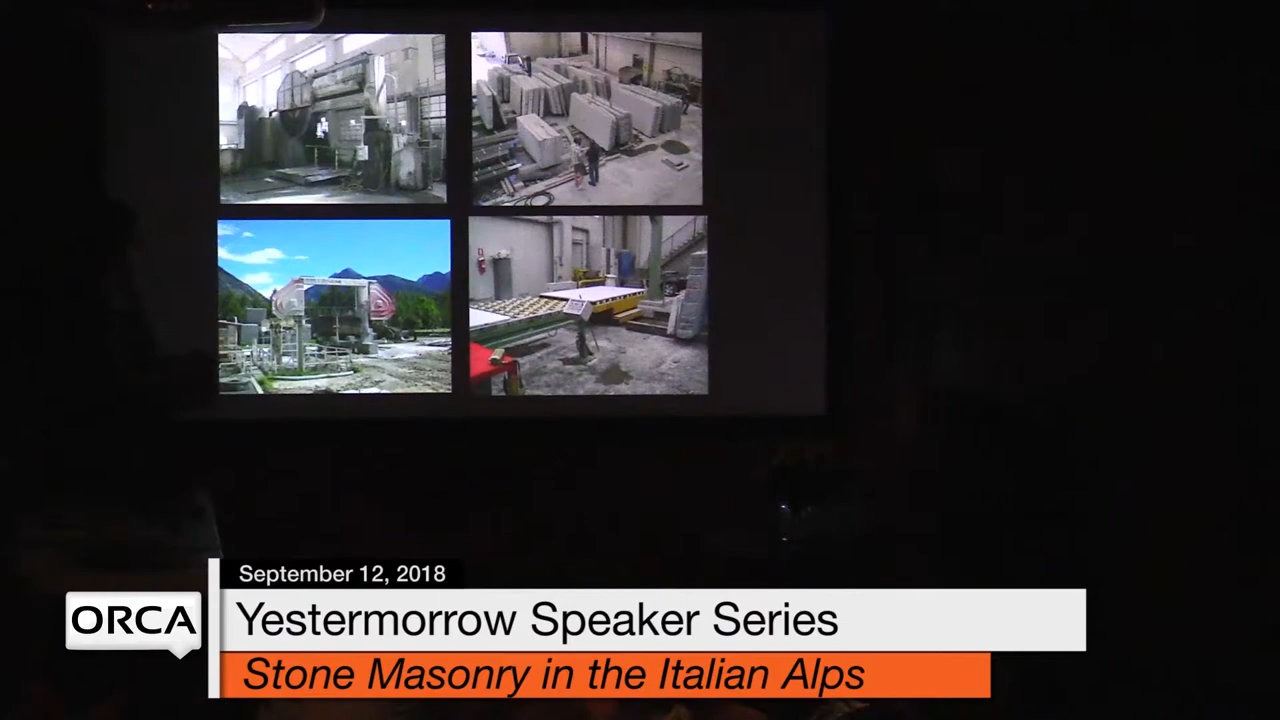 September 12, 2018
ORCA
Yestermorrow Speaker Series
Stone Masonry in the Italian Alps